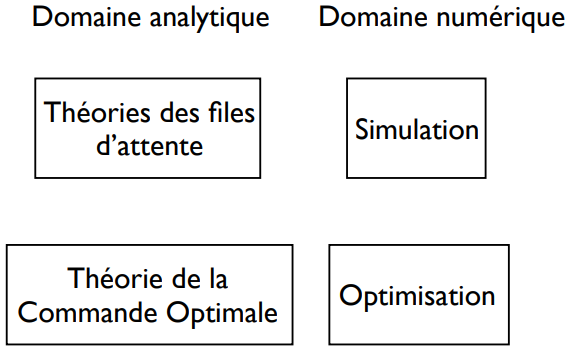 Domaine analytique
Domaine numérique
Théories des files
d'attente
Simulation
Théorie de la
Commande Optimale
Optimisation